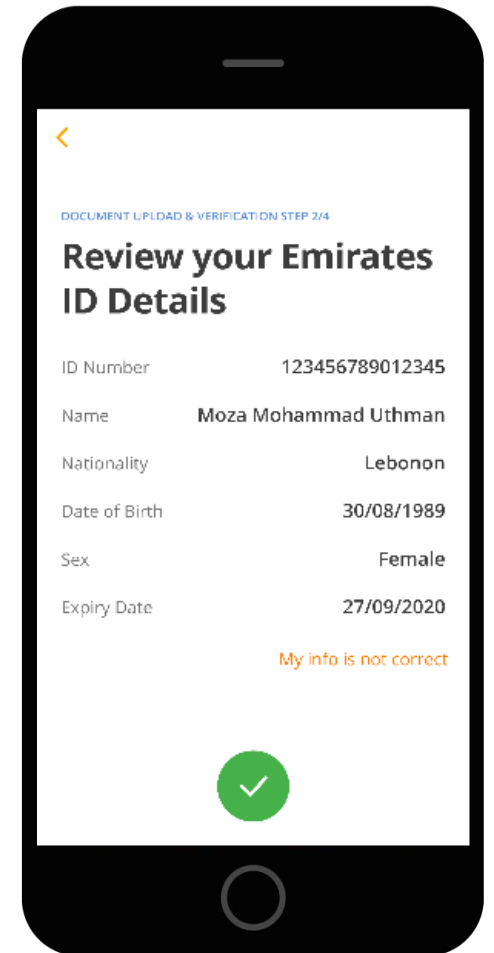 DOCUMENT UPLOAD & VERIFICATION STEP 2/4
Review your Emirates
ID Details
ID Number 123456789012345
Name Moza Mohammad Uthman
Nationality Lebonon
Date of Birth 30/08/1989
Sex Female
Expiry Date 27/09/2020
My info is not correct